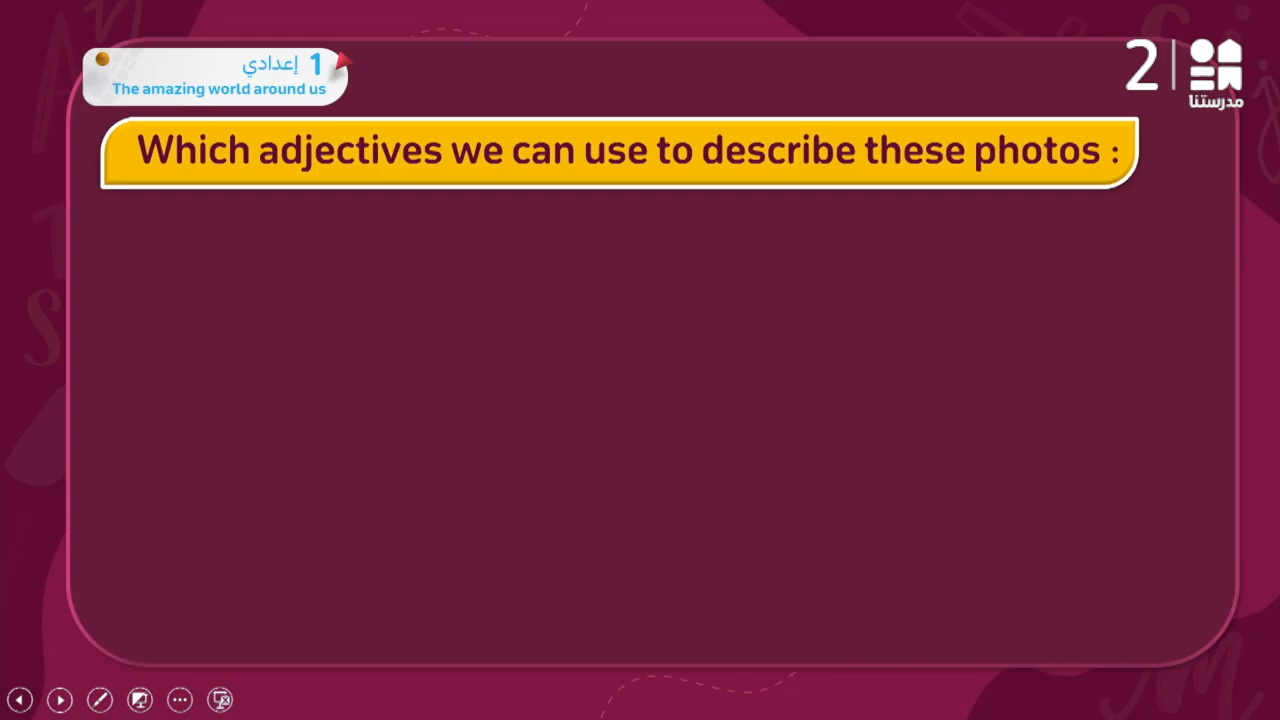 1 إعدادي
The amazing world around us
2
مدرستنا
Which adjectives we can use to describe these photos :